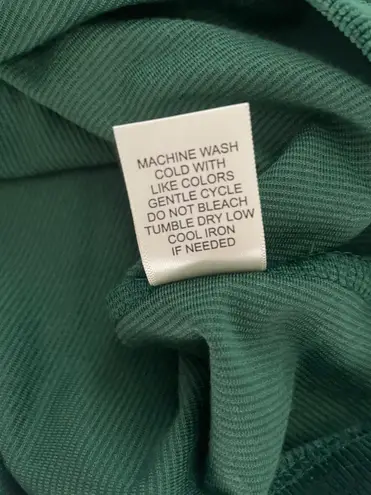 MACHINE WASH
COLD WITH
LIKE COLORS
GENTLE CYCLE
DO NOT BLEACH
TUMBLE DRY LOW
COOL IRON
IF NEEDED